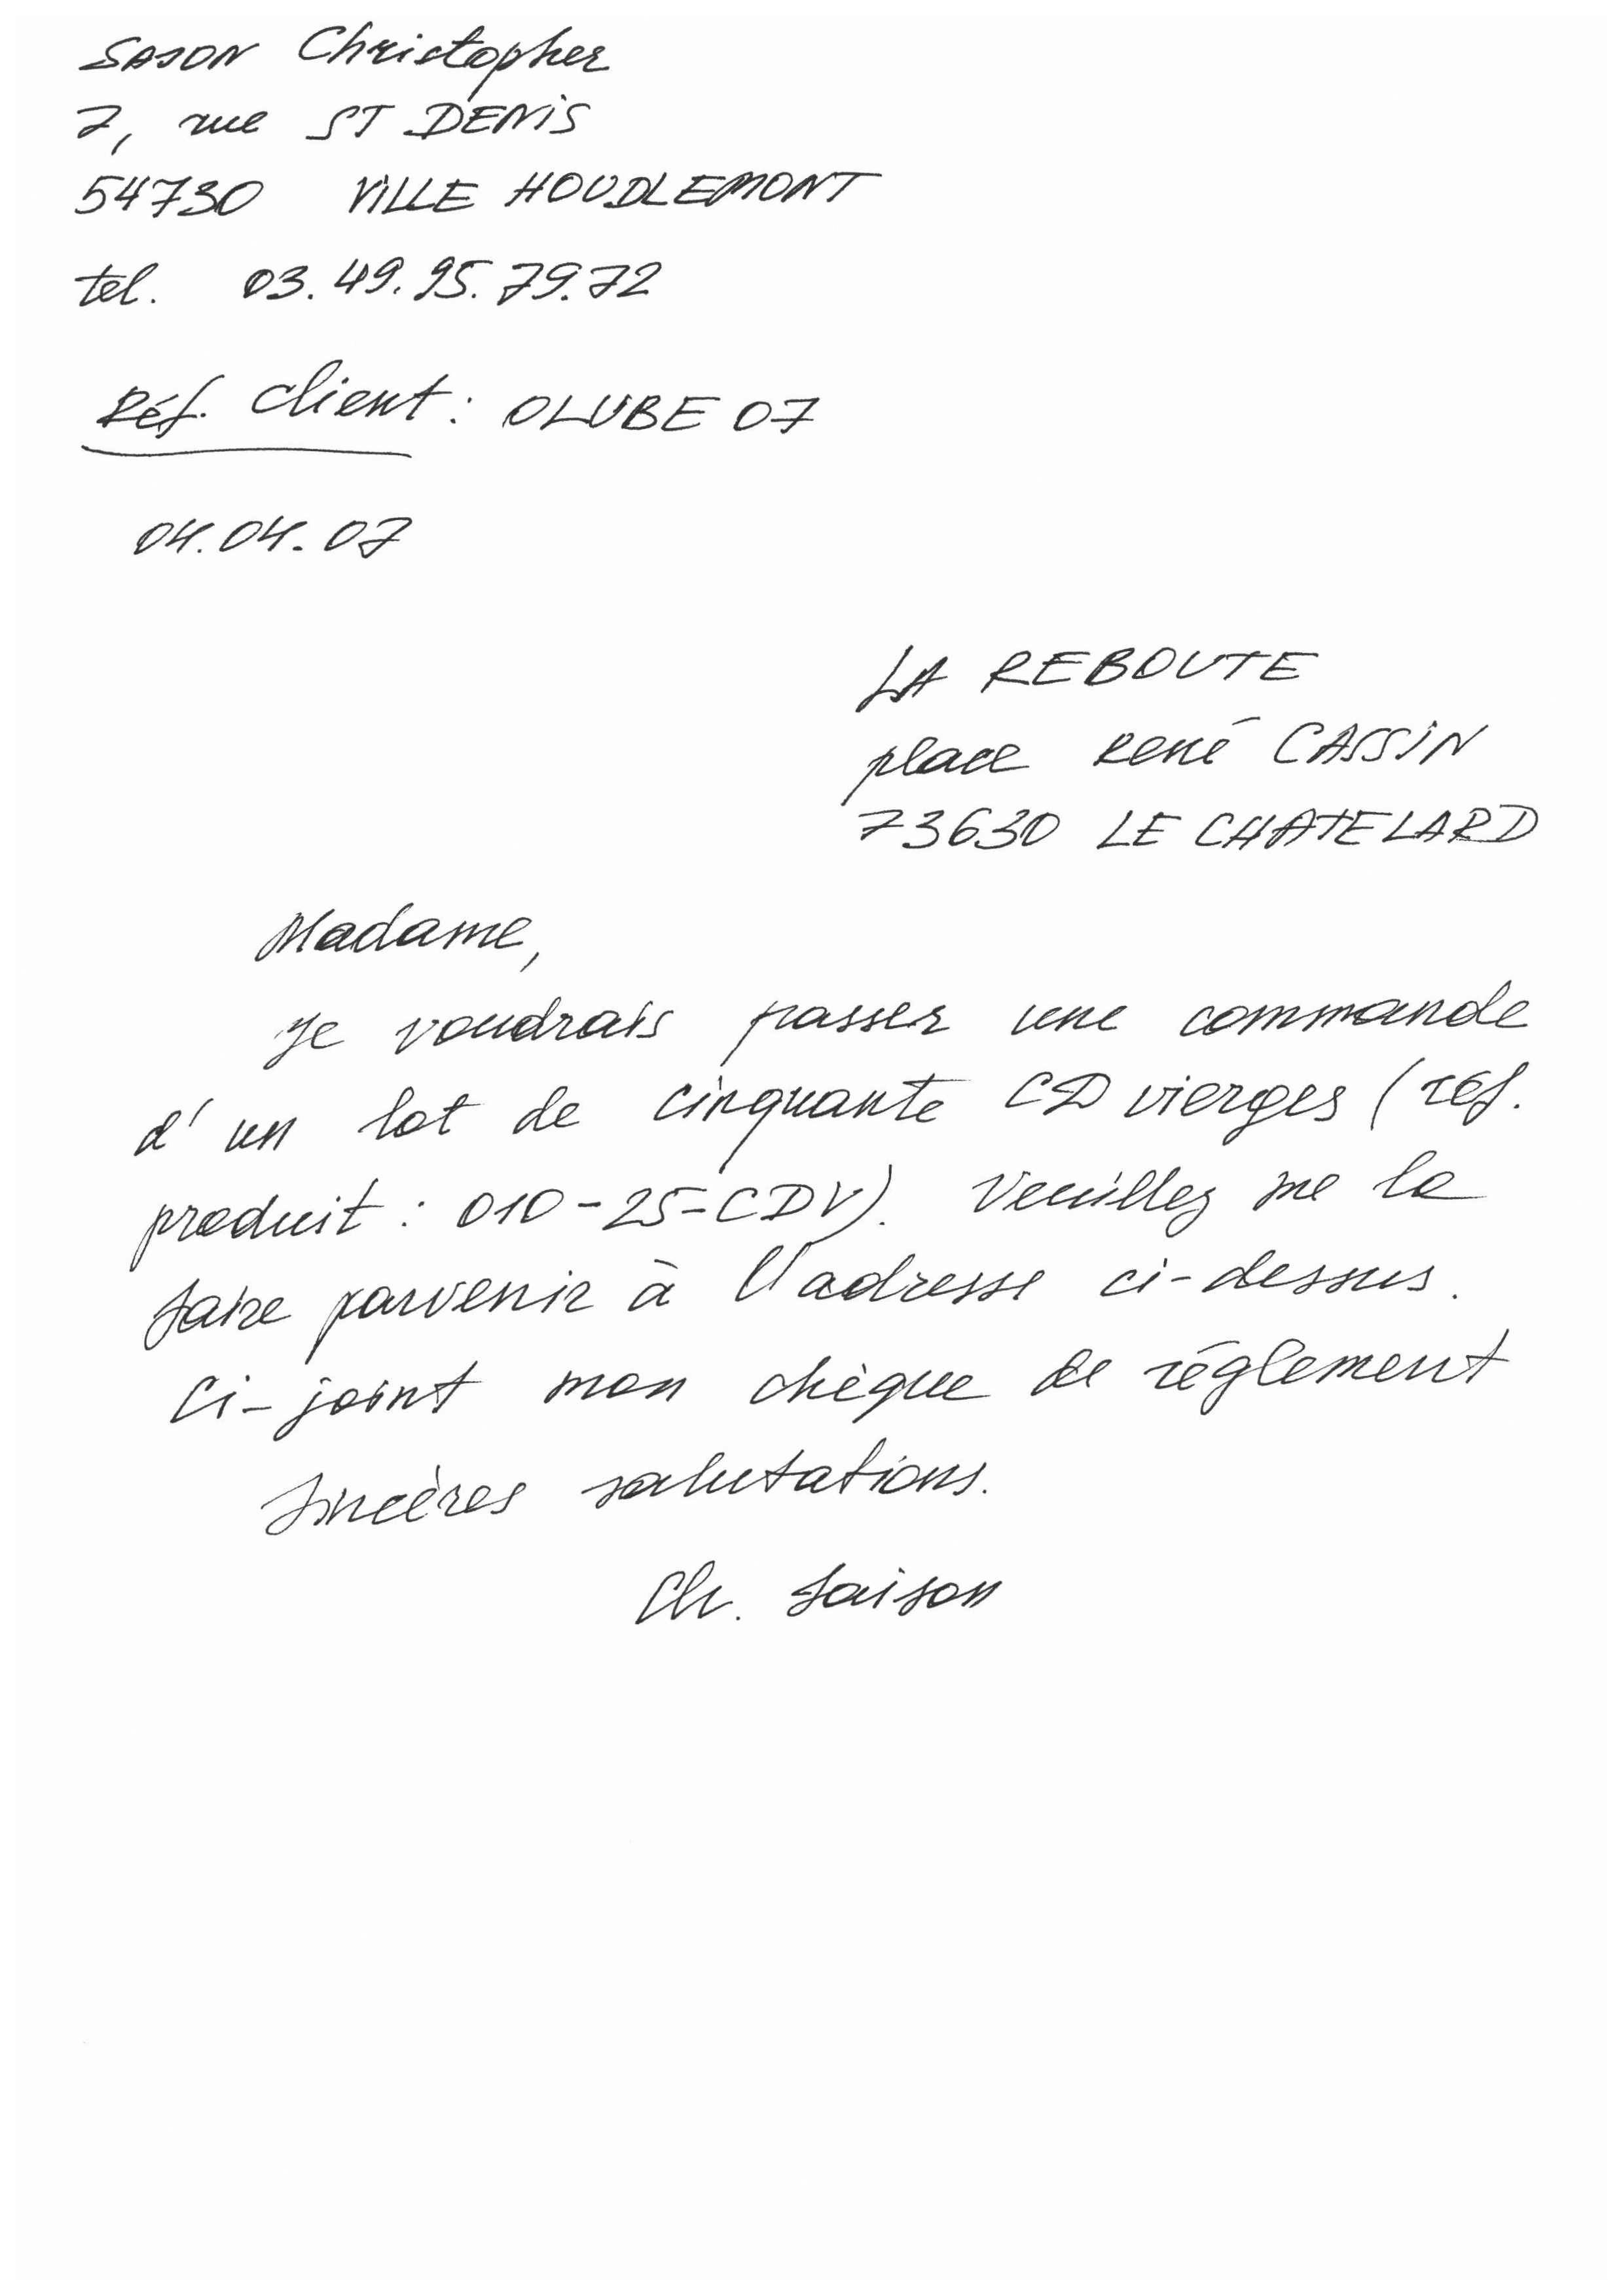 SASON Christopher
7, rue ST DENIS
54730 VILLE HOUDLEMONT
tel. 03.49.95.79.72
Réf. client : OLUBE 07
04.04.07
LA REBOUTE
place René CASSIN
73630 LE CHATELARD
Madame,
Je voudrais passer une commande
d'un lot de cinquante CD vierges (réf.
produit : 010-25-CDV). Veuillez me la
faire parvenir à l'adresse ci-dessus.
Ci-joint mon chèque de réglement
Sincères salutations.
Ch. Saison